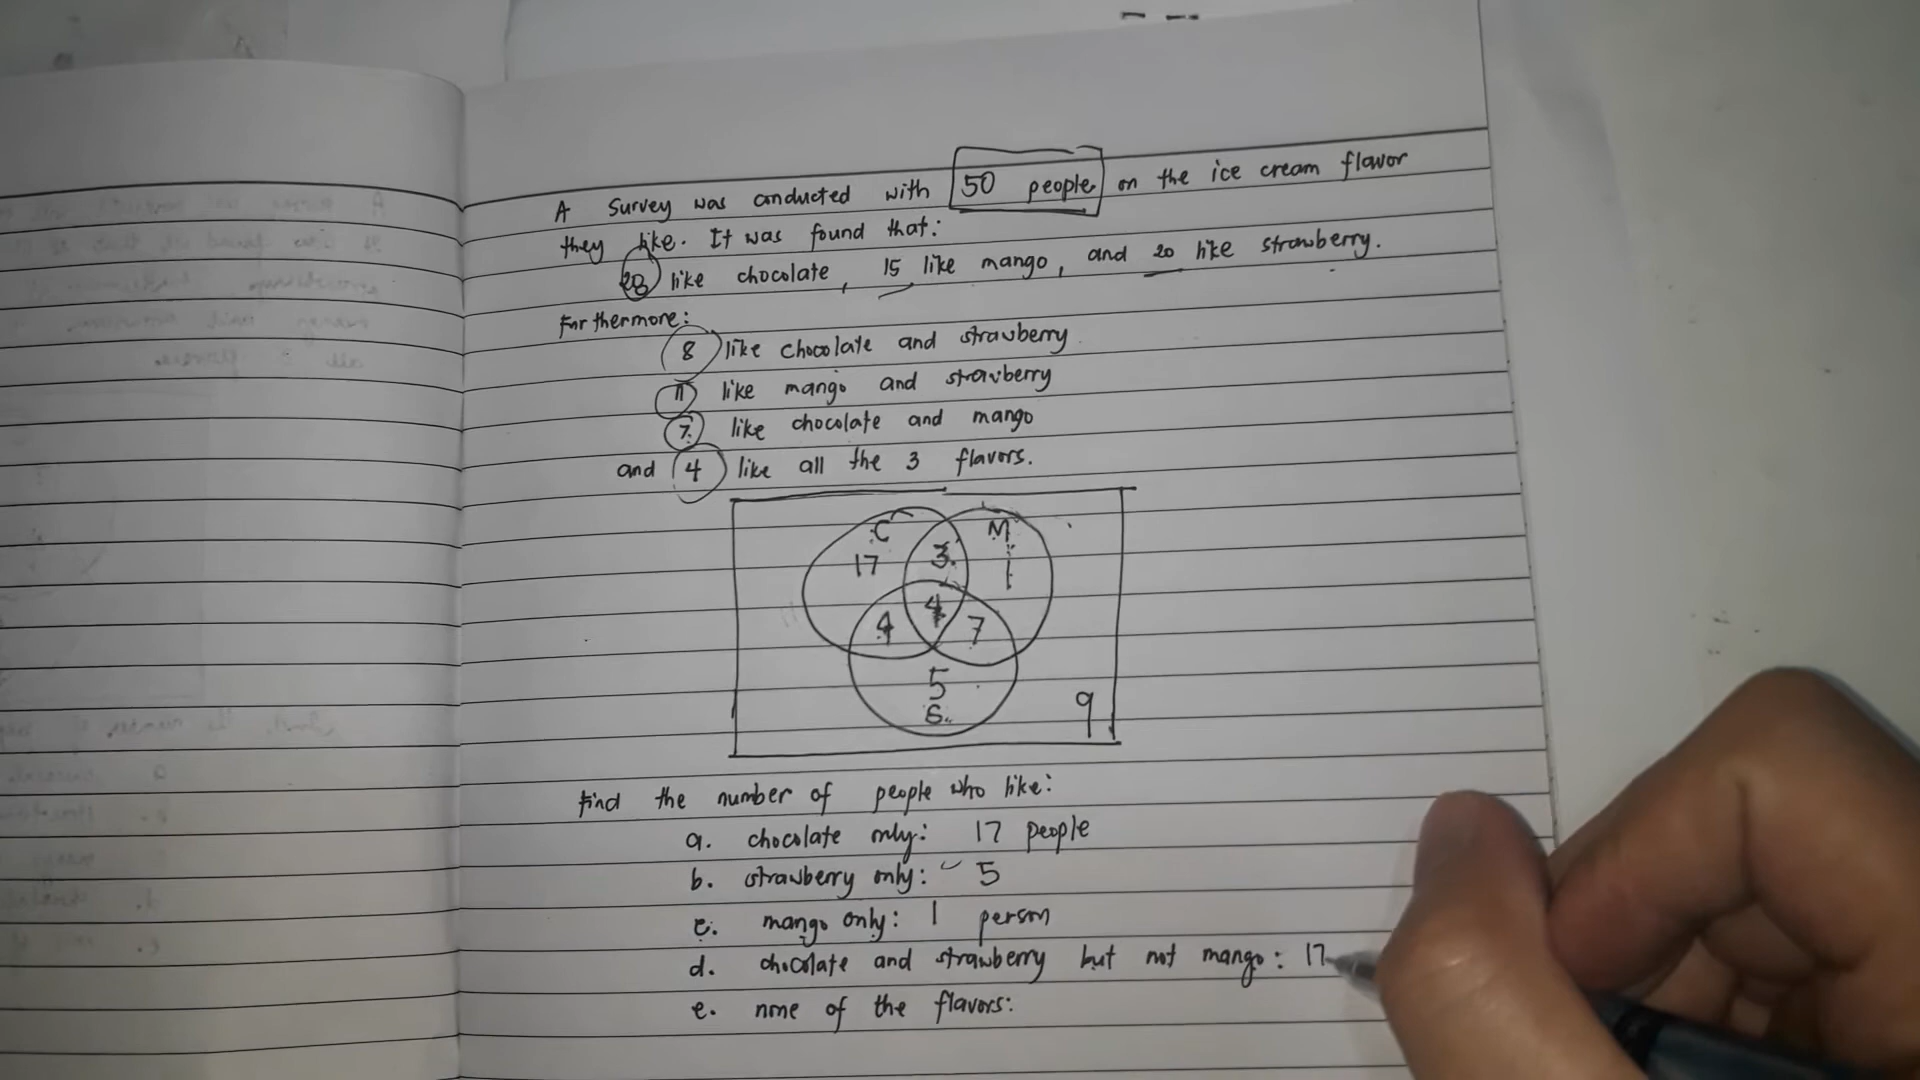 A Survey was conducted with 50 people on the ice cream flavor
they like. It was found that:
28 like chocolate, 15 like mango, and 20 like strawberry.
Furthermore:
8 like chocolate and strawberry
11 like mango and strawberry
7 like chocolate and mango
and 4 like all the 3 flavors.
C M
17 3 1
4
4 7
5
S
9
Find the number of people who like:
a. chocolate only: 17 people
b. strawberry only: 5
c. mango only: 1 person
d. chocolate and strawberry but not mango: 17
e. none of the flavors: